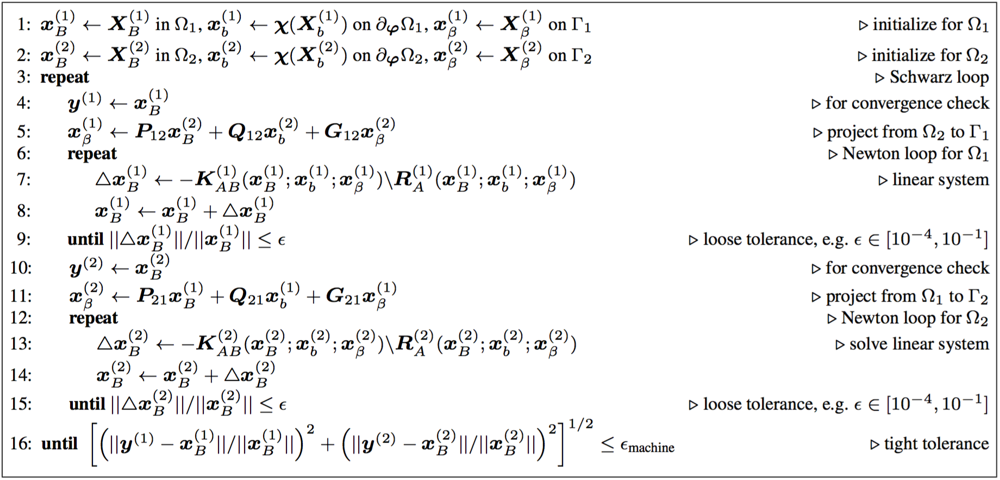 1: $\boldsymbol{x}_B^{(1)} \leftarrow \boldsymbol{X}_B^{(1)}$ in $\Omega_1$, $\boldsymbol{x}_b^{(1)} \leftarrow \boldsymbol{\chi}(\boldsymbol{X}_b^{(1)})$ on $\partial_{\boldsymbol{\varphi}}\Omega_1$, $\boldsymbol{x}_\beta^{(1)} \leftarrow \boldsymbol{X}_\beta^{(1)}$ on $\Gamma_1$ ▷ initialize for $\Omega_1$
2: $\boldsymbol{x}_B^{(2)} \leftarrow \boldsymbol{X}_B^{(2)}$ in $\Omega_2$, $\boldsymbol{x}_b^{(2)} \leftarrow \boldsymbol{\chi}(\boldsymbol{X}_b^{(2)})$ on $\partial_{\boldsymbol{\varphi}}\Omega_2$, $\boldsymbol{x}_\beta^{(2)} \leftarrow \boldsymbol{X}_\beta^{(2)}$ on $\Gamma_2$ ▷ initialize for $\Omega_2$
3: repeat ▷ Schwarz loop
4: $\boldsymbol{y}^{(1)} \leftarrow \boldsymbol{x}_B^{(1)}$ ▷ for convergence check
5: $\boldsymbol{x}_\beta^{(1)} \leftarrow \boldsymbol{P}_{12}\boldsymbol{x}_B^{(2)} + \boldsymbol{Q}_{12}\boldsymbol{x}_b^{(2)} + \boldsymbol{G}_{12}\boldsymbol{x}_\beta^{(2)}$ ▷ project from $\Omega_2$ to $\Gamma_1$
6: repeat ▷ Newton loop for $\Omega_1$
7: $\triangle\boldsymbol{x}_B^{(1)} \leftarrow -\boldsymbol{K}_{AB}^{(1)}(\boldsymbol{x}_B^{(1)}; \boldsymbol{x}_b^{(1)}; \boldsymbol{x}_\beta^{(1)}) \backslash \boldsymbol{R}_A^{(1)}(\boldsymbol{x}_B^{(1)}; \boldsymbol{x}_b^{(1)}; \boldsymbol{x}_\beta^{(1)})$ ▷ linear system
8: $\boldsymbol{x}_B^{(1)} \leftarrow \boldsymbol{x}_B^{(1)} + \triangle\boldsymbol{x}_B^{(1)}$
9: until $||\triangle\boldsymbol{x}_B^{(1)}||/||\boldsymbol{x}_B^{(1)}|| \leq \epsilon$ ▷ loose tolerance, e.g. $\epsilon \in [10^{-4}, 10^{-1}]$
10: $\boldsymbol{y}^{(2)} \leftarrow \boldsymbol{x}_B^{(2)}$ ▷ for convergence check
11: $\boldsymbol{x}_\beta^{(2)} \leftarrow \boldsymbol{P}_{21}\boldsymbol{x}_B^{(1)} + \boldsymbol{Q}_{21}\boldsymbol{x}_b^{(1)} + \boldsymbol{G}_{21}\boldsymbol{x}_\beta^{(1)}$ ▷ project from $\Omega_1$ to $\Gamma_2$
12: repeat ▷ Newton loop for $\Omega_2$
13: $\triangle\boldsymbol{x}_B^{(2)} \leftarrow -\boldsymbol{K}_{AB}^{(2)}(\boldsymbol{x}_B^{(2)}; \boldsymbol{x}_b^{(2)}; \boldsymbol{x}_\beta^{(2)}) \backslash \boldsymbol{R}_A^{(2)}(\boldsymbol{x}_B^{(2)}; \boldsymbol{x}_b^{(2)}; \boldsymbol{x}_\beta^{(2)})$ ▷ solve linear system
14: $\boldsymbol{x}_B^{(2)} \leftarrow \boldsymbol{x}_B^{(2)} + \triangle\boldsymbol{x}_B^{(2)}$
15: until $||\triangle\boldsymbol{x}_B^{(2)}||/||\boldsymbol{x}_B^{(2)}|| \leq \epsilon$ ▷ loose tolerance, e.g. $\epsilon \in [10^{-4}, 10^{-1}]$
16: until $\left[ \left( ||\boldsymbol{y}^{(1)} - \boldsymbol{x}_B^{(1)}||/||\boldsymbol{x}_B^{(1)}|| \right)^2 + \left( ||\boldsymbol{y}^{(2)} - \boldsymbol{x}_B^{(2)}||/||\boldsymbol{x}_B^{(2)}|| \right)^2 \right]^{1/2} \leq \epsilon_{\text{machine}}$ ▷ tight tolerance